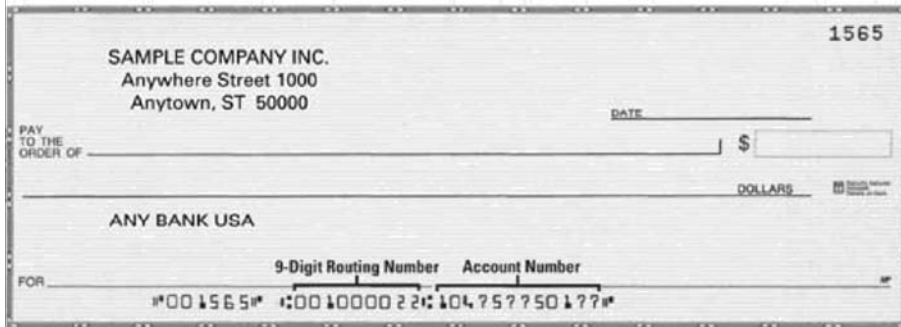 1565
SAMPLE COMPANY INC.
Anywhere Street 1000
Anytown, ST 50000
DATE
PAY
TO THE
ORDER OF
$
DOLLARS
ANY BANK USA
9-Digit Routing Number Account Number
FOR
⑈001565⑈ ⑆001000022⑆104757750177⑈